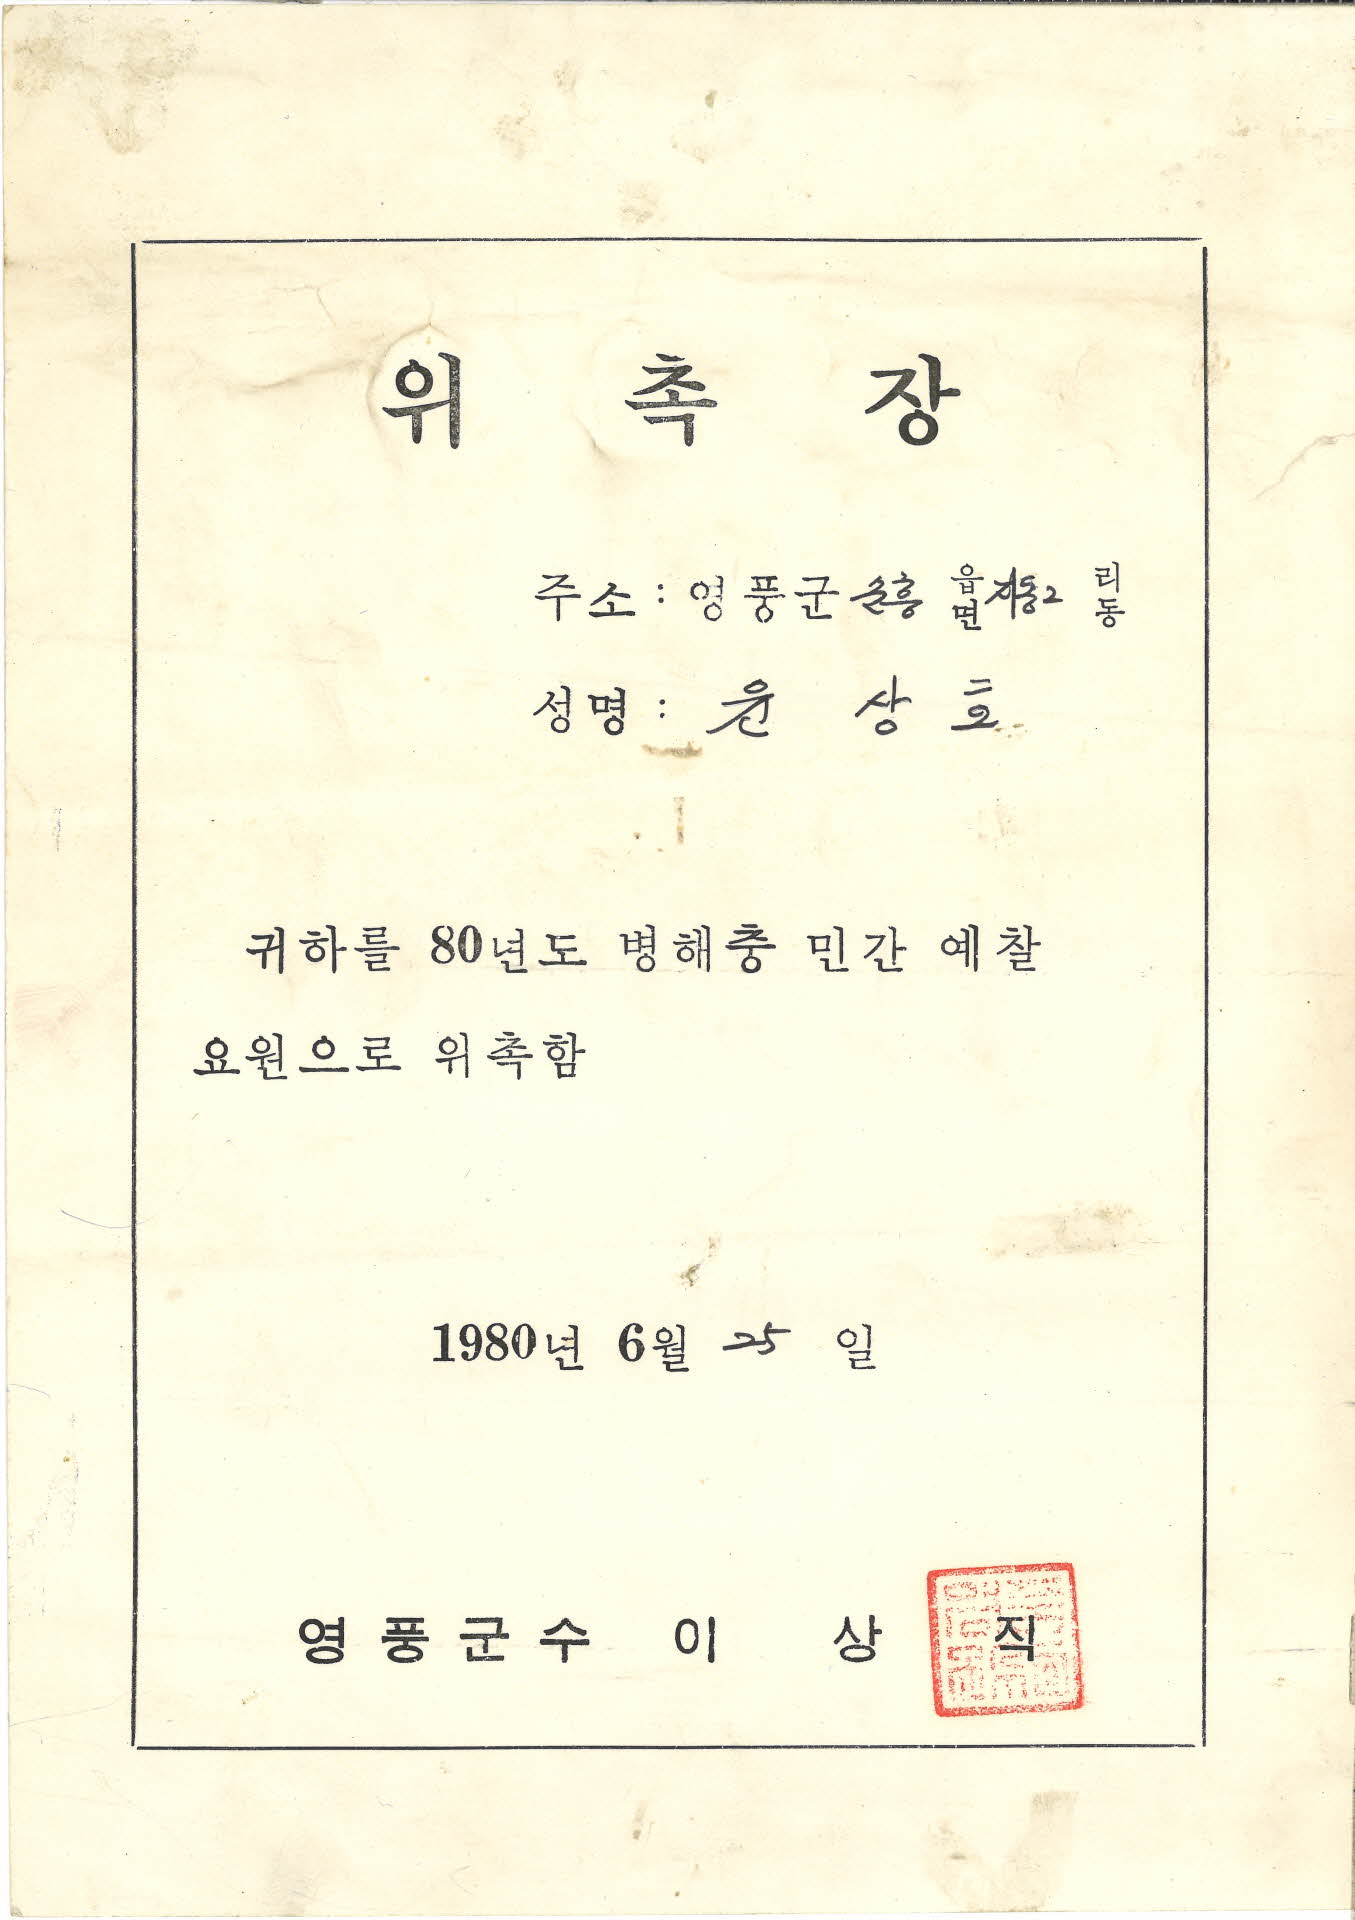 위 촉 장
주소 : 영풍군 순흥 읍면 지동2 리동
성명 : 윤 상 호
귀하를 80년도 병해충 민간 예찰
요원으로 위촉함
1980년 6월 25 일
영풍군수 이 상 직